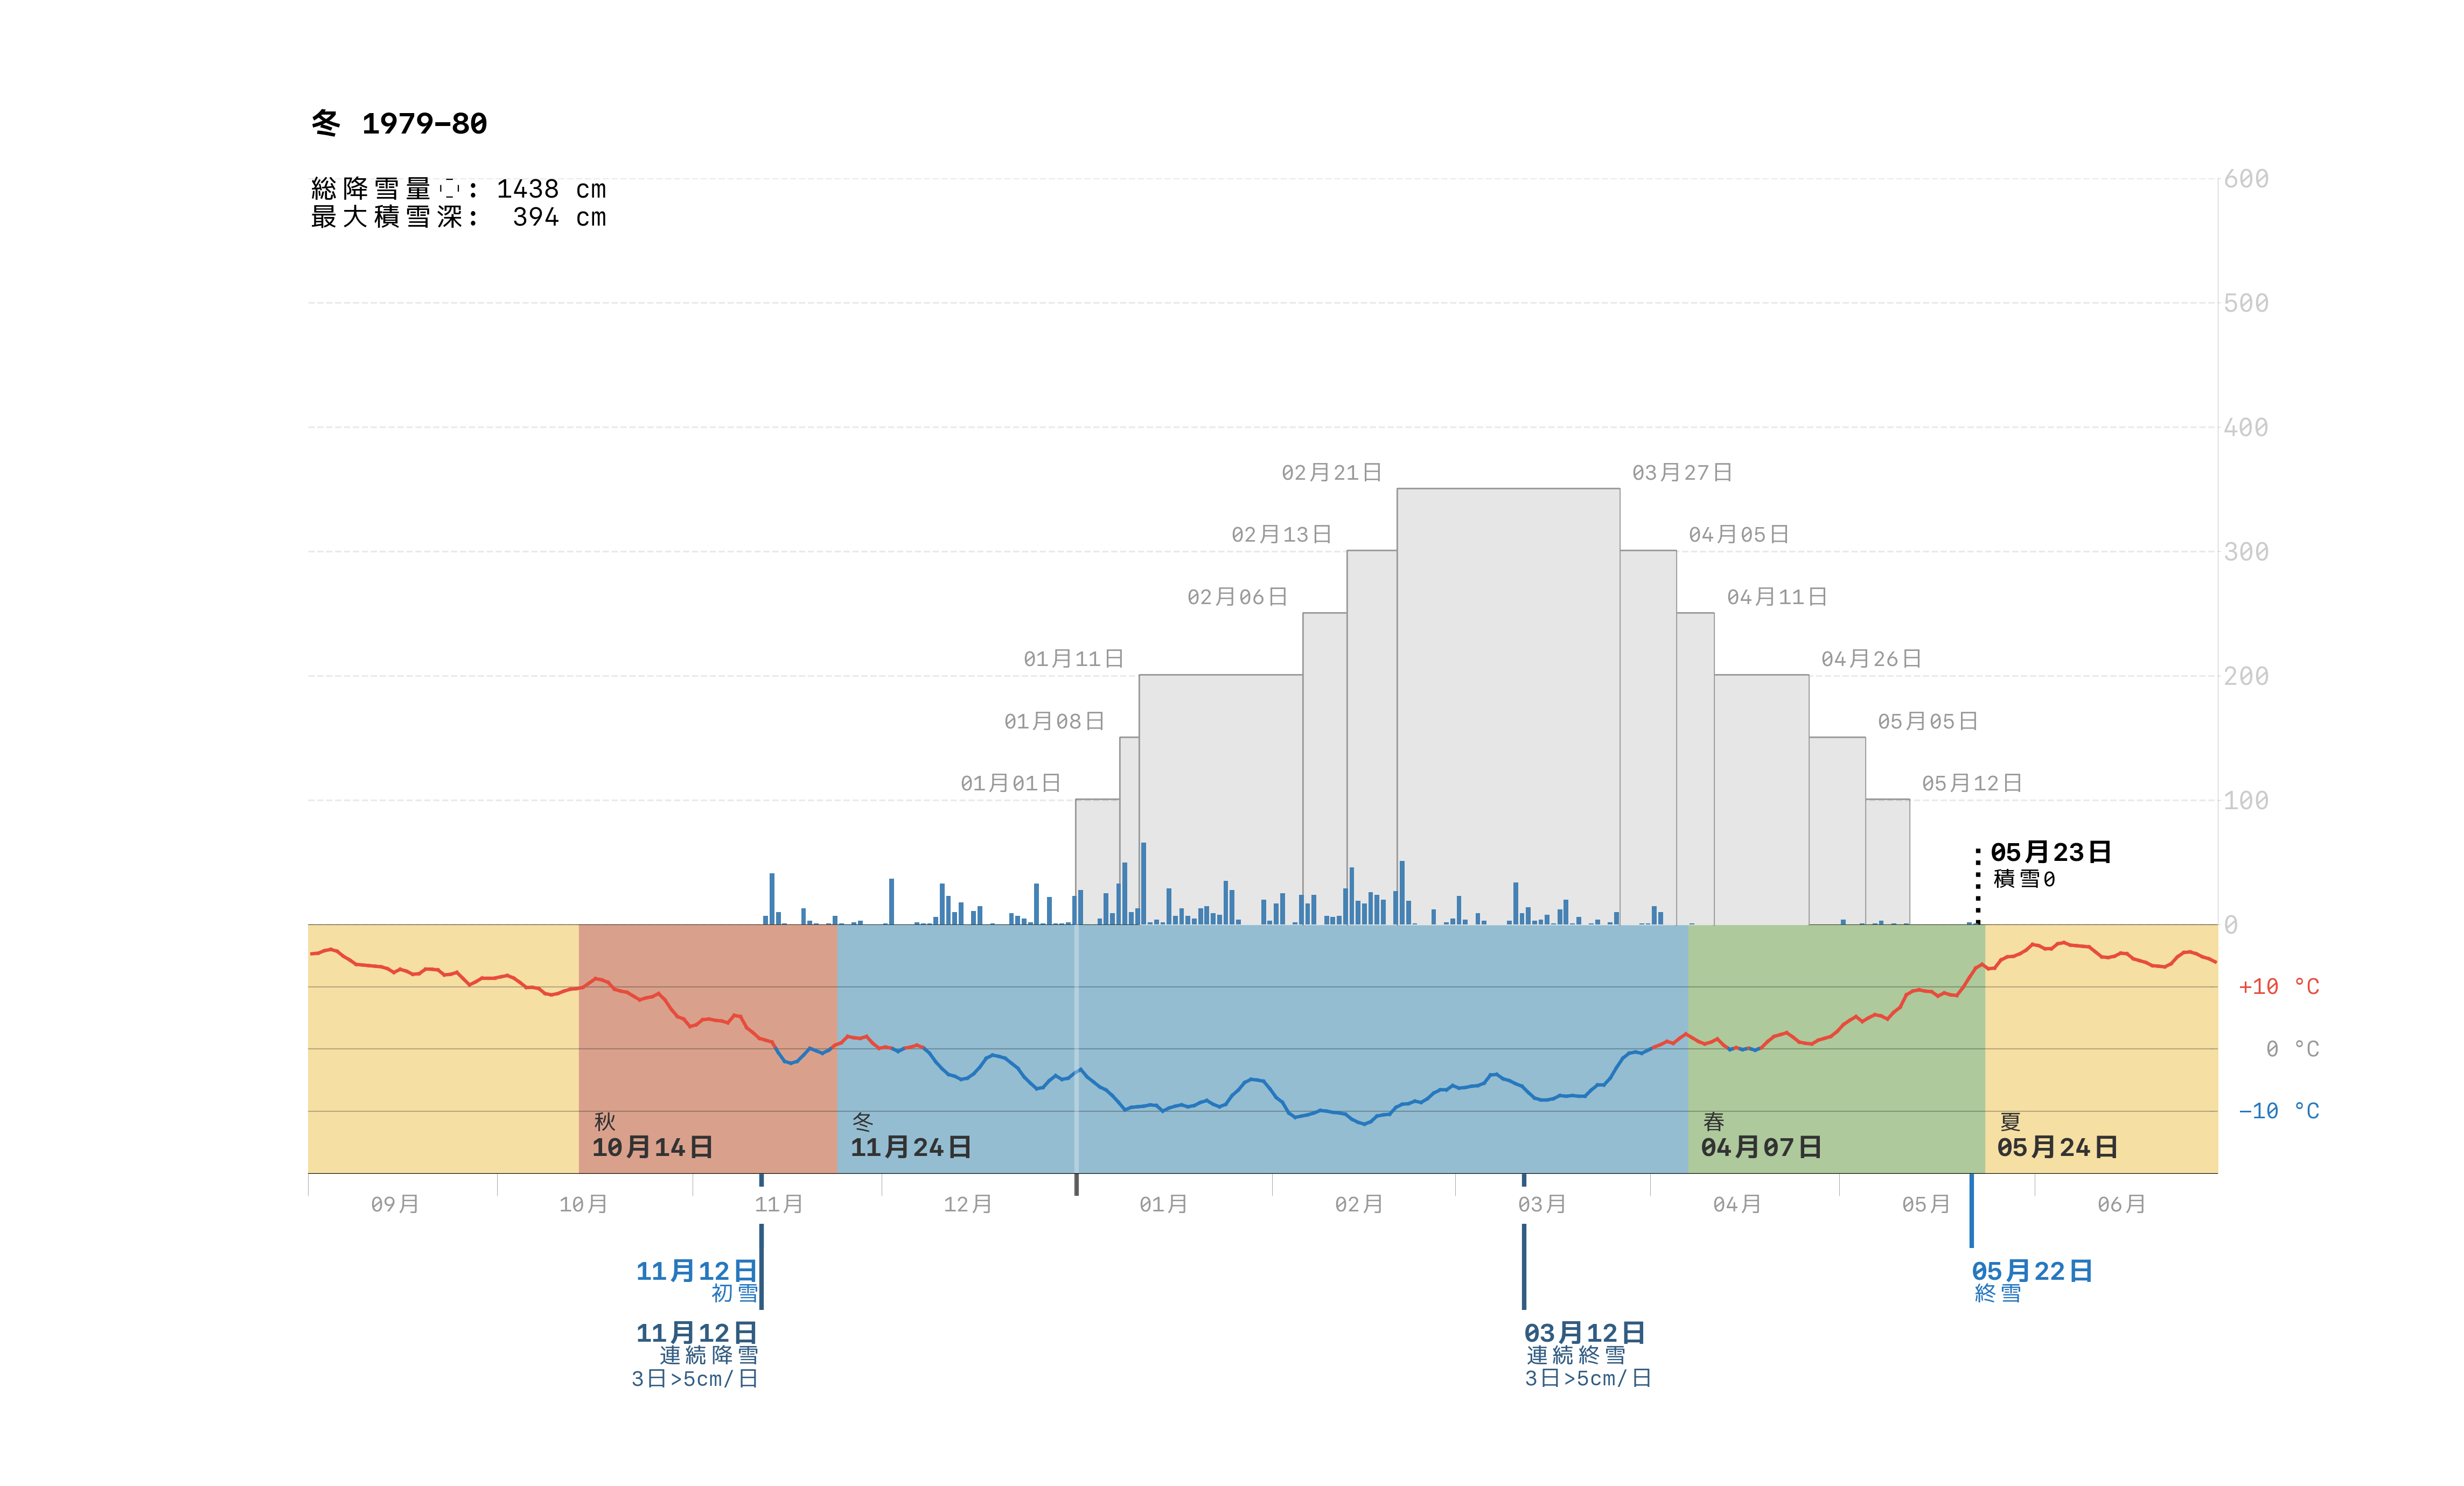 冬 1979–80
総降雪量: 1438 cm
最大積雪深: 394 cm
600
500
400
300
200
100
0
02月21日
03月27日
02月13日
04月05日
02月06日
04月11日
01月11日
04月26日
01月08日
05月05日
01月01日
05月12日
05月23日
積雪0
+10 °C
0 °C
−10 °C
秋
10月14日
冬
11月24日
春
04月07日
夏
05月24日
09月
10月
11月
12月
01月
02月
03月
04月
05月
06月
11月12日
初雪
11月12日
連続降雪
3日>5cm/日
03月12日
連続終雪
3日>5cm/日
05月22日
終雪